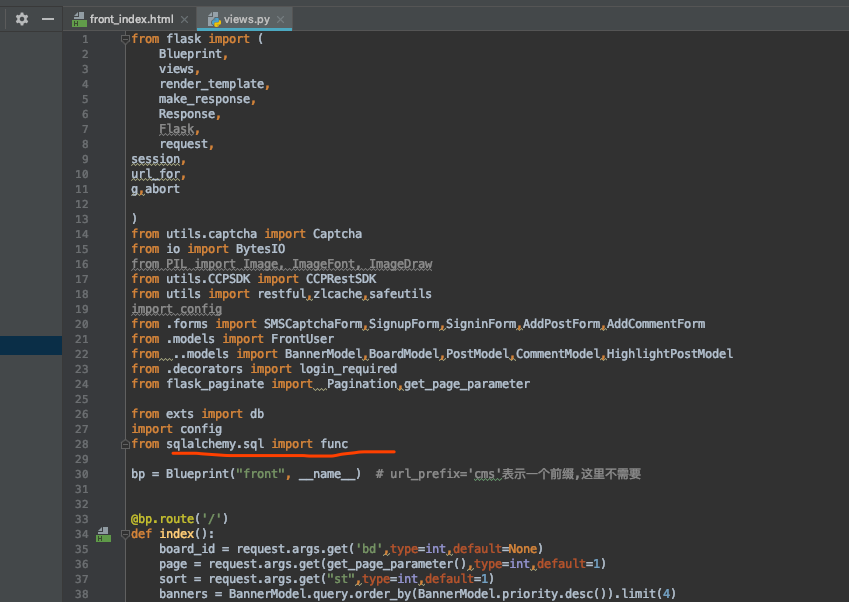 front_index.html
views.py
1 from flask import (
2 Blueprint,
3 views,
4 render_template,
5 make_response,
6 Response,
7 Flask,
8 request,
9 session,
10 url_for,
11 g,abort
12
13 )
14 from utils.captcha import Captcha
15 from io import BytesIO
16 from PIL import Image, ImageFont, ImageDraw
17 from utils.CCPSDK import CCPRestSDK
18 from utils import restful,zlcache,safeutils
19 import config
20 from .forms import SMSCaptchaForm,SignupForm,SigninForm,AddPostForm,AddCommentForm
21 from .models import FrontUser
22 from ..models import BannerModel,BoardModel,PostModel,CommentModel,HighlightPostModel
23 from .decorators import login_required
24 from flask_paginate import Pagination,get_page_parameter
25
26 from exts import db
27 import config
28 from sqlalchemy.sql import func
29
30 bp = Blueprint("front", __name__) # url_prefix='cms'表示一个前缀,这里不需要
31
32
33 @bp.route('/')
34 def index():
35 board_id = request.args.get('bd',type=int,default=None)
36 page = request.args.get(get_page_parameter(),type=int,default=1)
37 sort = request.args.get("st",type=int,default=1)
38 banners = BannerModel.query.order_by(BannerModel.priority.desc()).limit(4)